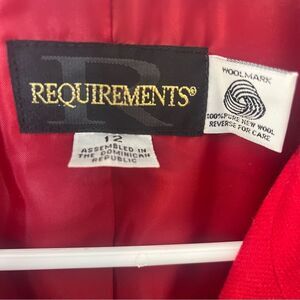 REQUIREMENTS®
WOOLMARK
100% PURE NEW WOOL
REVERSE FOR CARE
12
ASSEMBLED IN
THE DOMINICAN
REPUBLIC